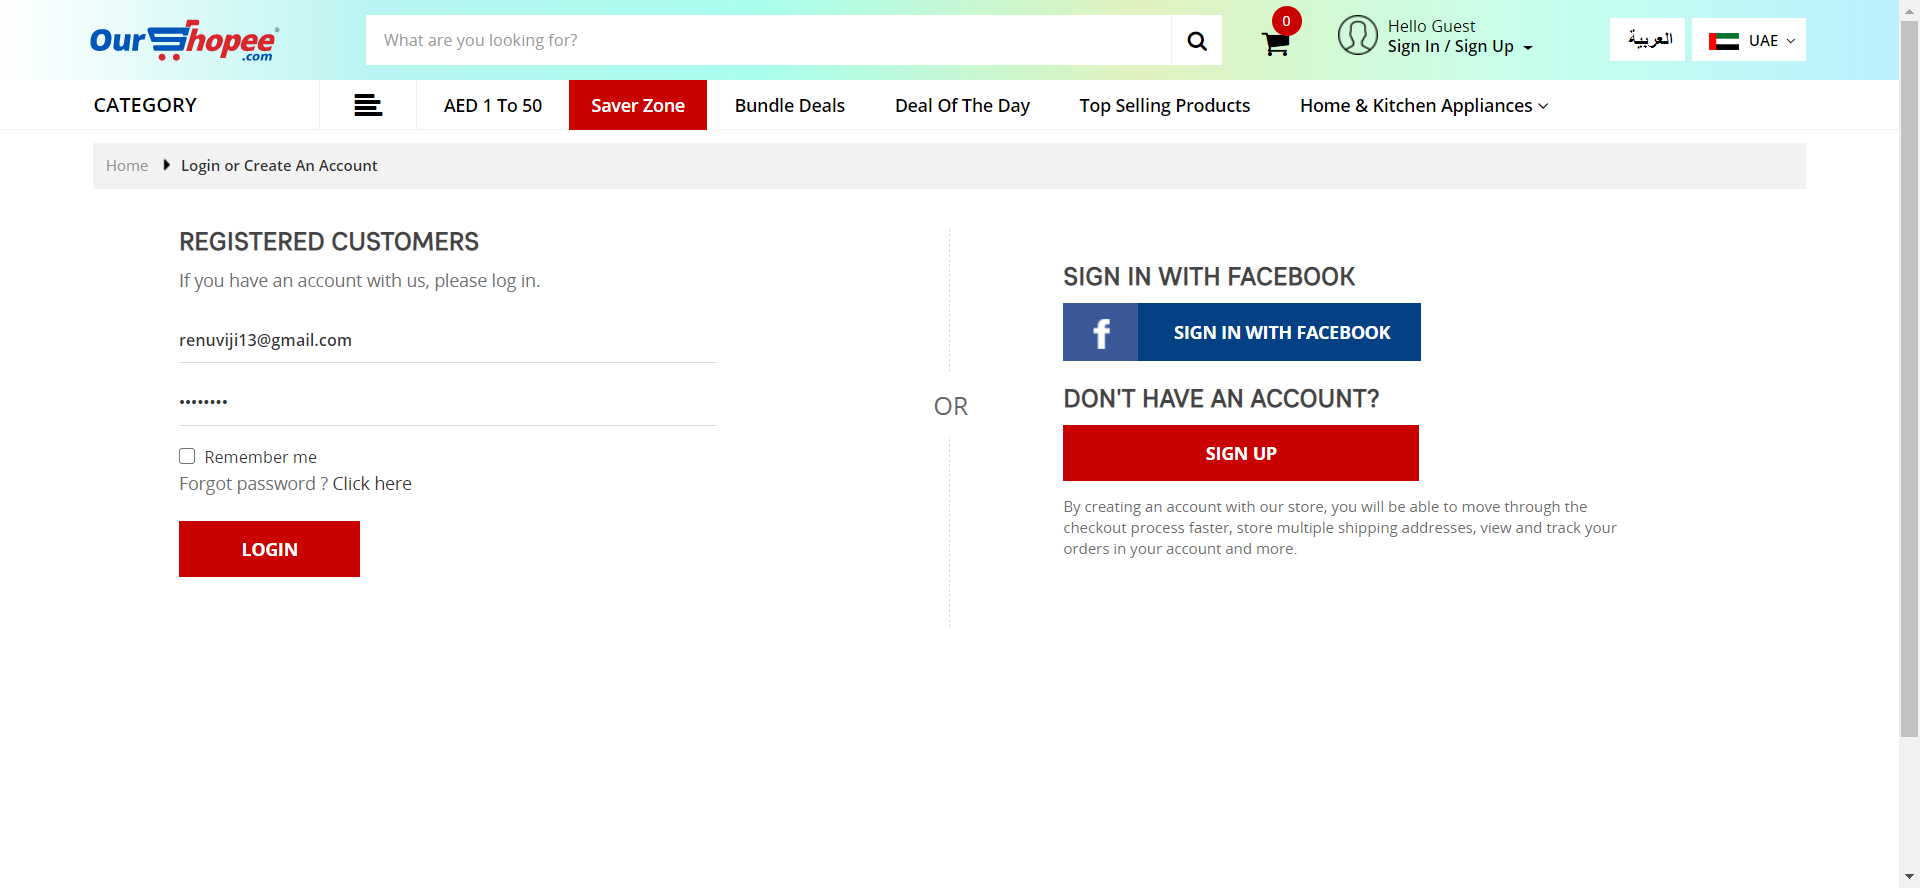 OurShopee®
.com
What are you looking for?
0
Hello Guest
Sign In / Sign Up
العربية
UAE
CATEGORY
AED 1 To 50
Saver Zone
Bundle Deals
Deal Of The Day
Top Selling Products
Home & Kitchen Appliances
Home
Login or Create An Account
REGISTERED CUSTOMERS
If you have an account with us, please log in.
renuviji13@gmail.com
••••••••
Remember me
Forgot password ? Click here
LOGIN
OR
SIGN IN WITH FACEBOOK
f
SIGN IN WITH FACEBOOK
DON'T HAVE AN ACCOUNT?
SIGN UP
By creating an account with our store, you will be able to move through the
checkout process faster, store multiple shipping addresses, view and track your
orders in your account and more.